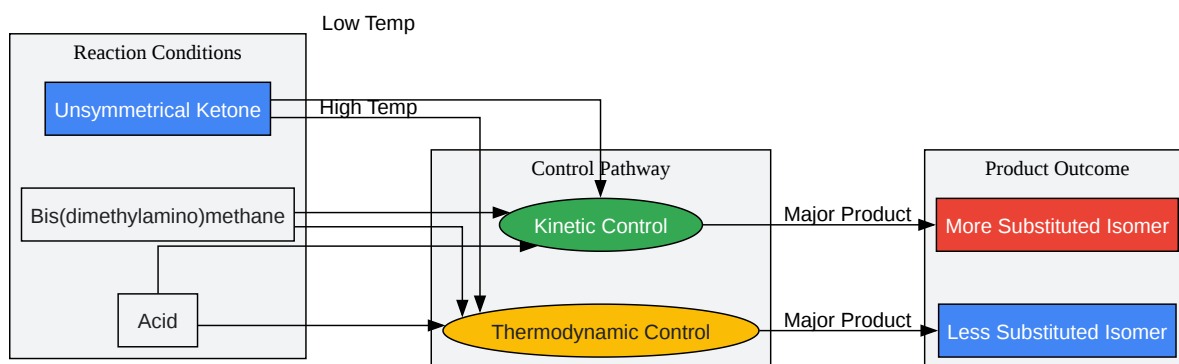 Low Temp
Reaction Conditions
Unsymmetrical Ketone
High Temp
Control Pathway
Product Outcome
Bis(dimethylamino)methane
Kinetic Control
Major Product
More Substituted Isomer
Acid
Thermodynamic Control
Major Product
Less Substituted Isomer